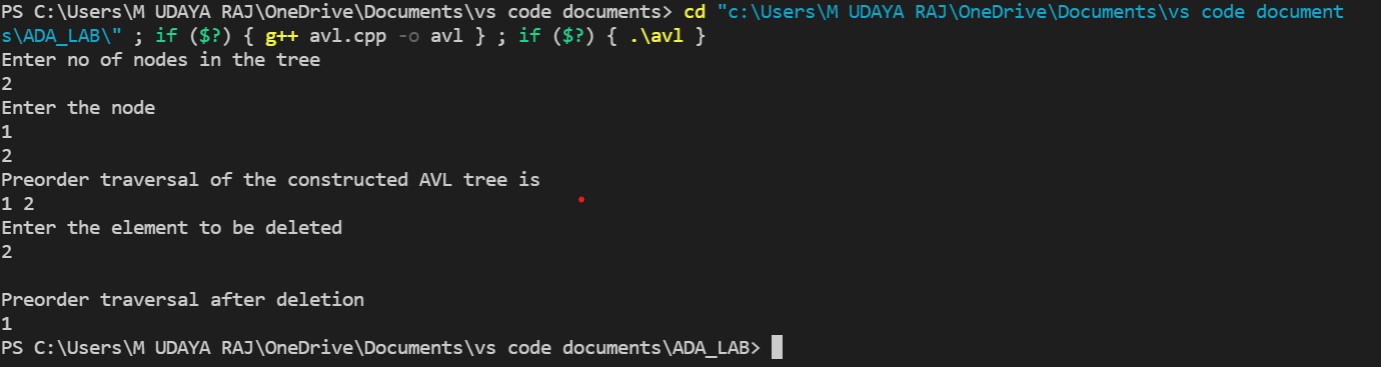 PS C:\Users\M UDAYA RAJ\OneDrive\Documents\vs code documents> cd "c:\Users\M UDAYA RAJ\OneDrive\Documents\vs code document
s\ADA_LAB\" ; if ($?) { g++ avl.cpp -o avl } ; if ($?) { .\avl }
Enter no of nodes in the tree
2
Enter the node
1
2
Preorder traversal of the constructed AVL tree is
1 2
Enter the element to be deleted
2
Preorder traversal after deletion
1
PS C:\Users\M UDAYA RAJ\OneDrive\Documents\vs code documents\ADA_LAB>